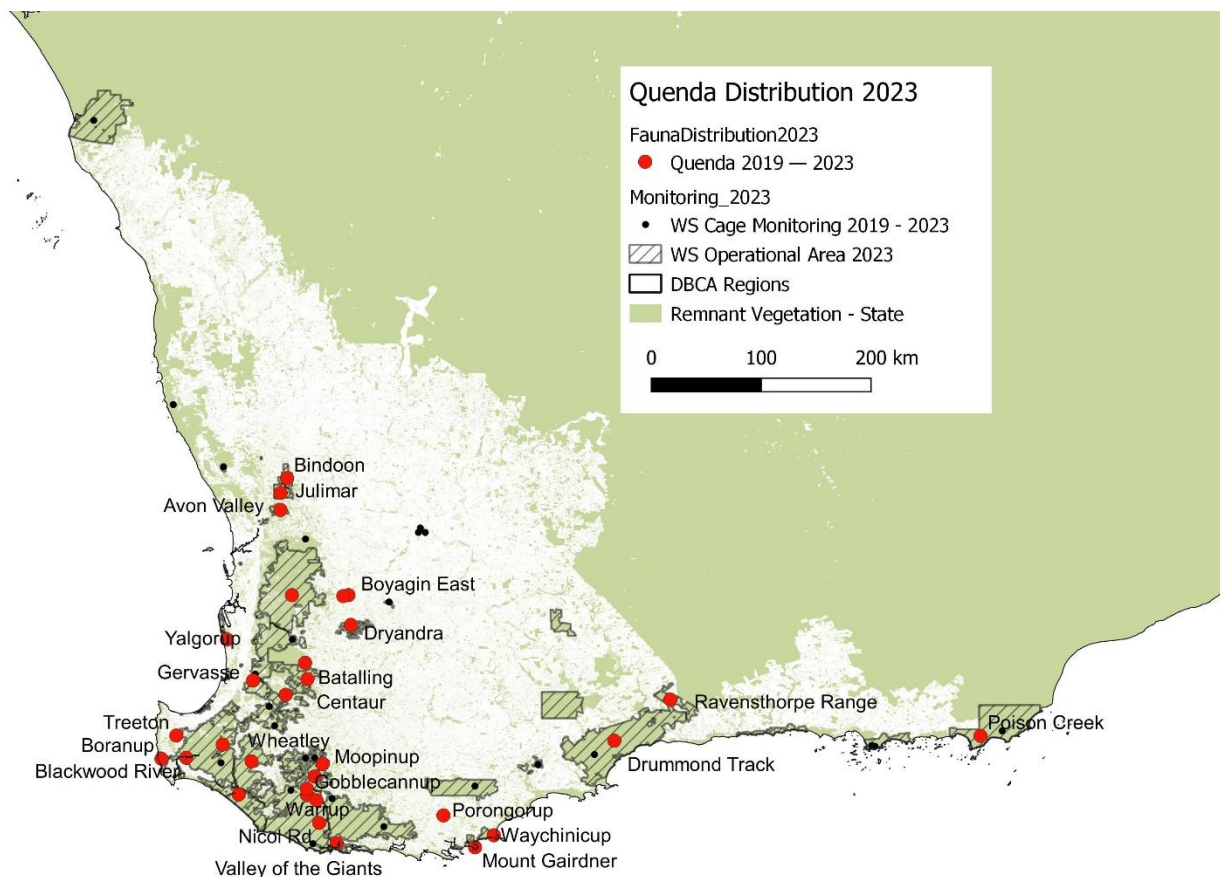 Quenda Distribution 2023
FaunaDistribution2023
Quenda 2019 — 2023
Monitoring_2023
WS Cage Monitoring 2019 - 2023
WS Operational Area 2023
DBCA Regions
Remnant Vegetation - State
0 100 200 km
Bindoon
Julimar
Avon Valley
Boyagin East
Dryandra
Yalgorup
Gervasse
Batalling
Centaur
Ravensthorpe Range
Treeton
Poison Creek
Boranup
Wheatley
Moopinup
Drummond Track
Blackwood River
Gobblecannup
Warrup
Porongorup
Nicol Rd
Waychinicup
Mount Gairdner
Valley of the Giants